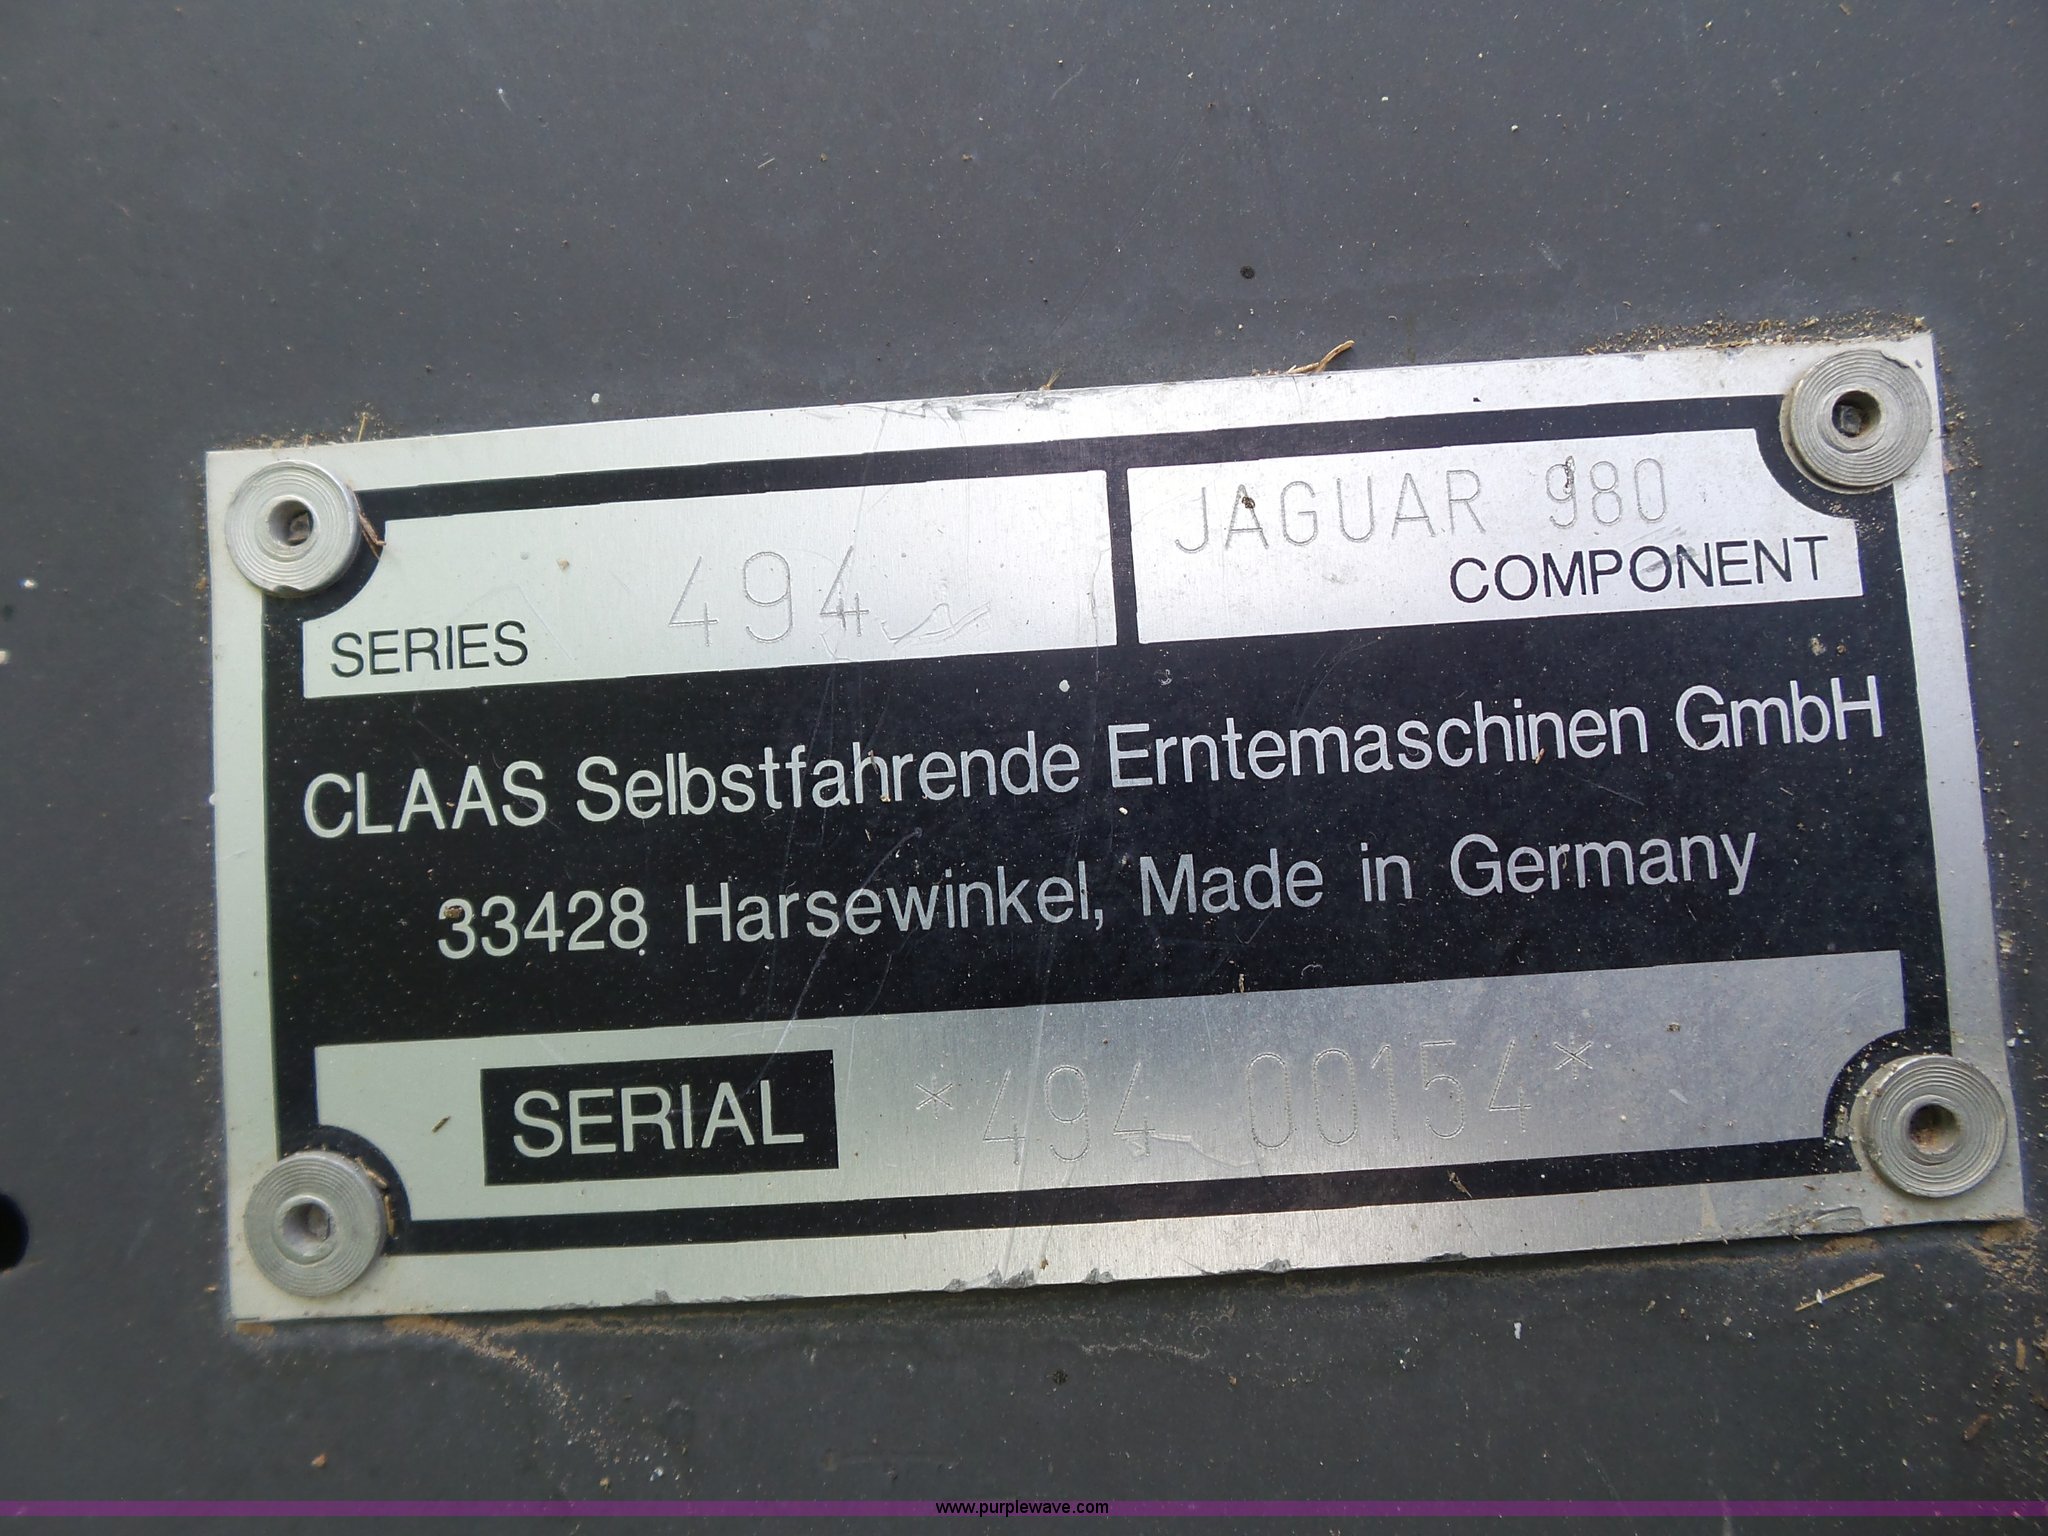 494
SERIES
JAGUAR 980
COMPONENT
CLAAS Selbstfahrende Erntemaschinen GmbH
33428 Harsewinkel, Made in Germany
SERIAL *494 00154*
www.purplewave.com